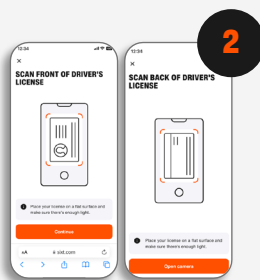 2
12:34
×
SCAN FRONT OF DRIVER'S
LICENSE
Place your license on a flat surface and
make sure there's enough light.
Continue
AA
sixt.com
12:34
×
SCAN BACK OF DRIVER'S
LICENSE
Place your license on a flat surface and
make sure there's enough light.
Open camera